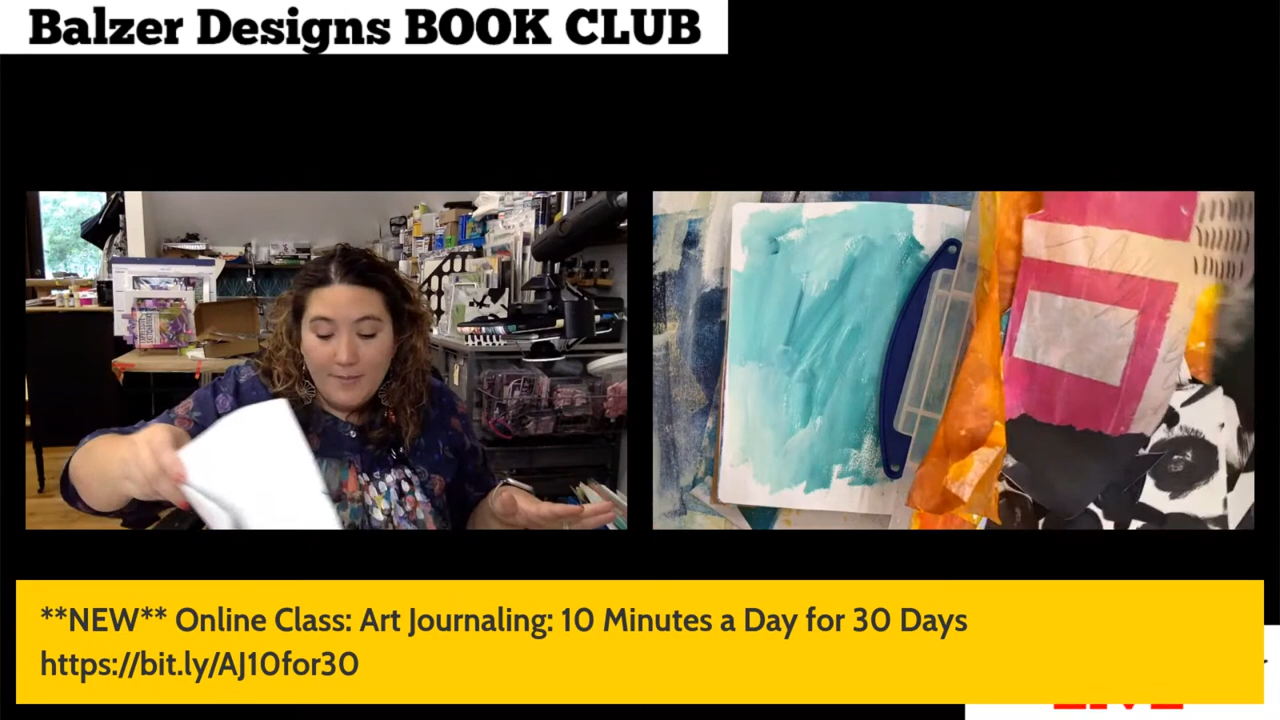 Balzer Designs BOOK CLUB
**NEW** Online Class: Art Journaling: 10 Minutes a Day for 30 Days
https://bit.ly/AJ10for30